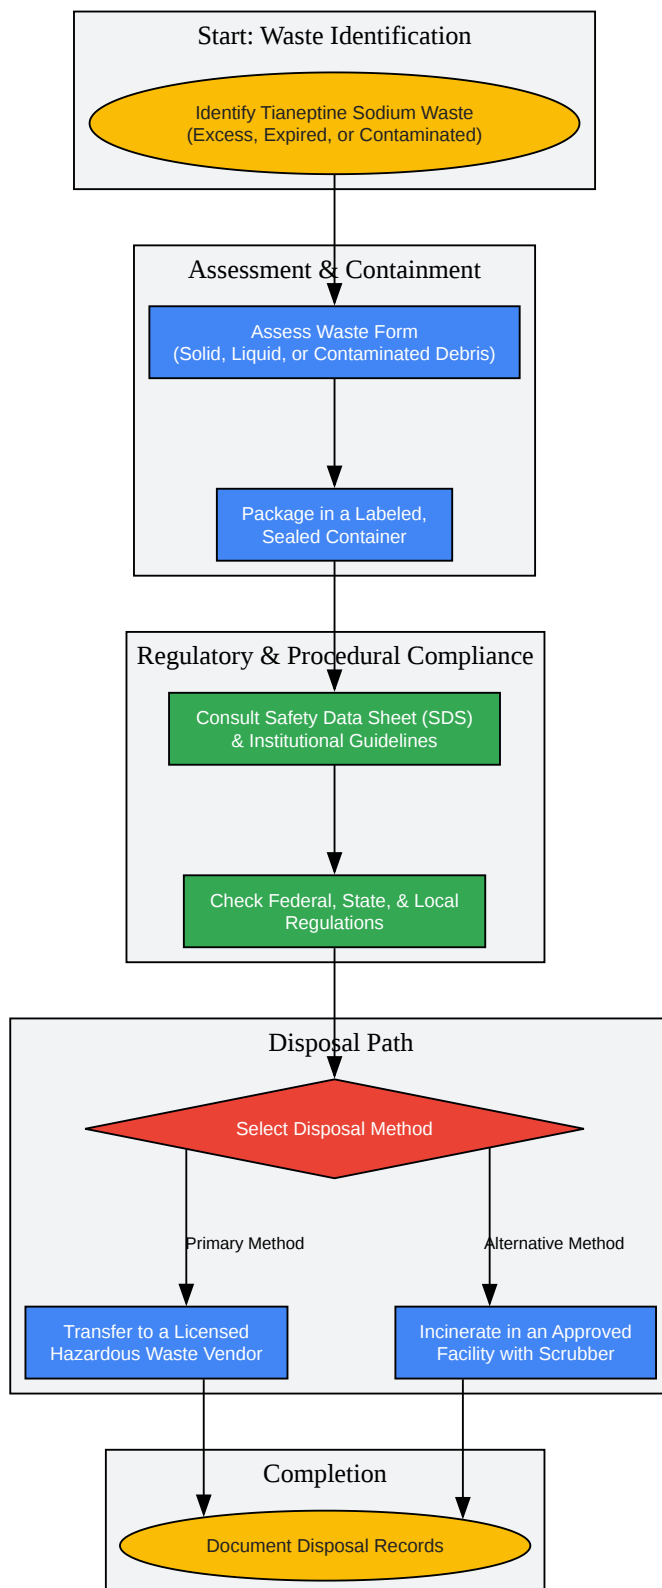 Start: Waste Identification
Identify Tianeptine Sodium Waste
(Excess, Expired, or Contaminated)
Assessment & Containment
Assess Waste Form
(Solid, Liquid, or Contaminated Debris)
Package in a Labeled,
Sealed Container
Regulatory & Procedural Compliance
Consult Safety Data Sheet (SDS)
& Institutional Guidelines
Check Federal, State, & Local
Regulations
Disposal Path
Select Disposal Method
Primary Method
Alternative Method
Transfer to a Licensed
Hazardous Waste Vendor
Incinerate in an Approved
Facility with Scrubber
Completion
Document Disposal Records